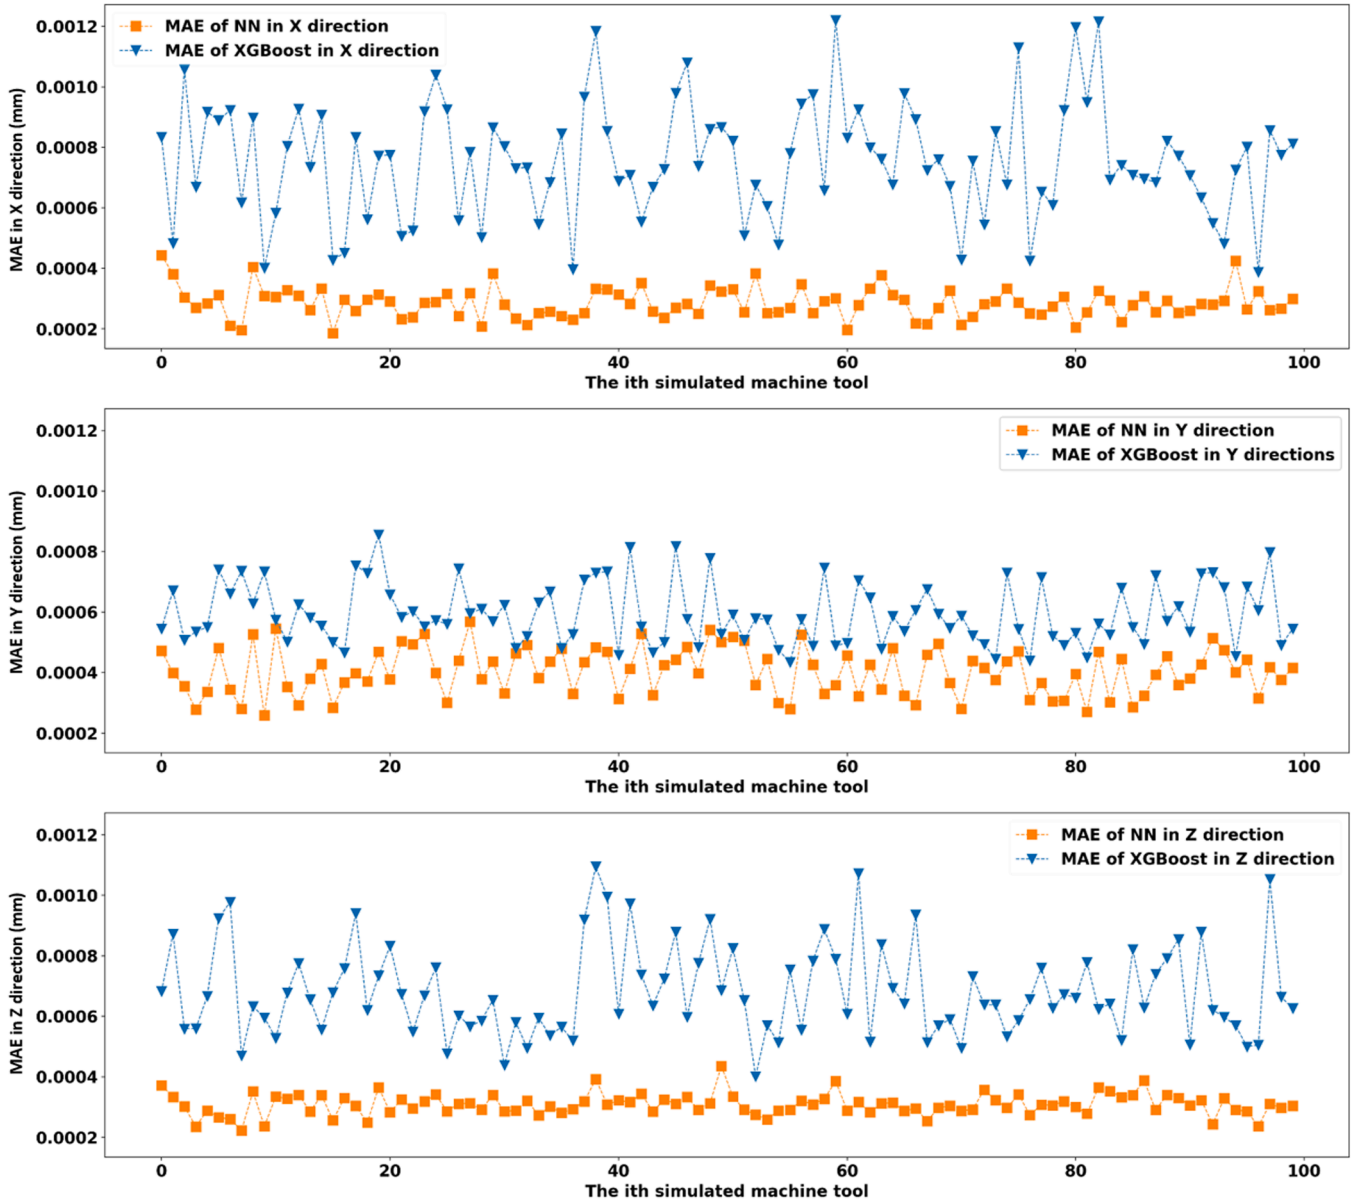 MAE of NN in X direction
MAE of XGBoost in X direction
MAE in X direction (mm)
0.0012
0.0010
0.0008
0.0006
0.0004
0.0002
0 20 40 60 80 100
The ith simulated machine tool
MAE of NN in Y direction
MAE of XGBoost in Y directions
MAE in Y direction (mm)
0.0012
0.0010
0.0008
0.0006
0.0004
0.0002
0 20 40 60 80 100
The ith simulated machine tool
MAE of NN in Z direction
MAE of XGBoost in Z direction
MAE in Z direction (mm)
0.0012
0.0010
0.0008
0.0006
0.0004
0.0002
0 20 40 60 80 100
The ith simulated machine tool